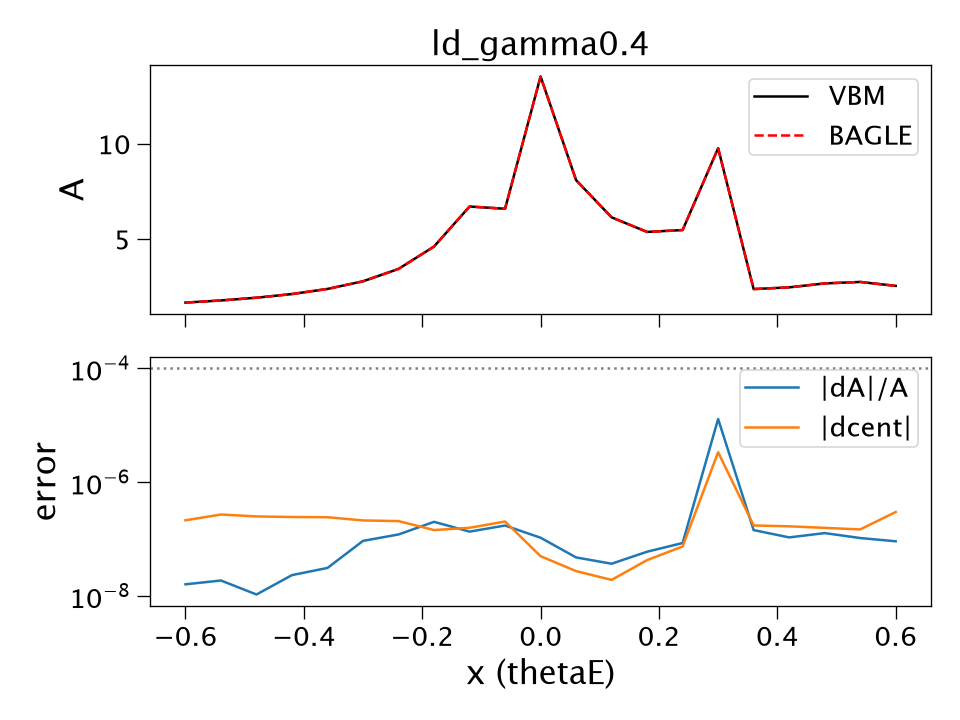 ld_gamma0.4
A
10
5
VBM
BAGLE
error
10⁻⁴
10⁻⁶
10⁻⁸
|dA|/A
|dcent|
−0.6 −0.4 −0.2 0.0 0.2 0.4 0.6
x (thetaE)